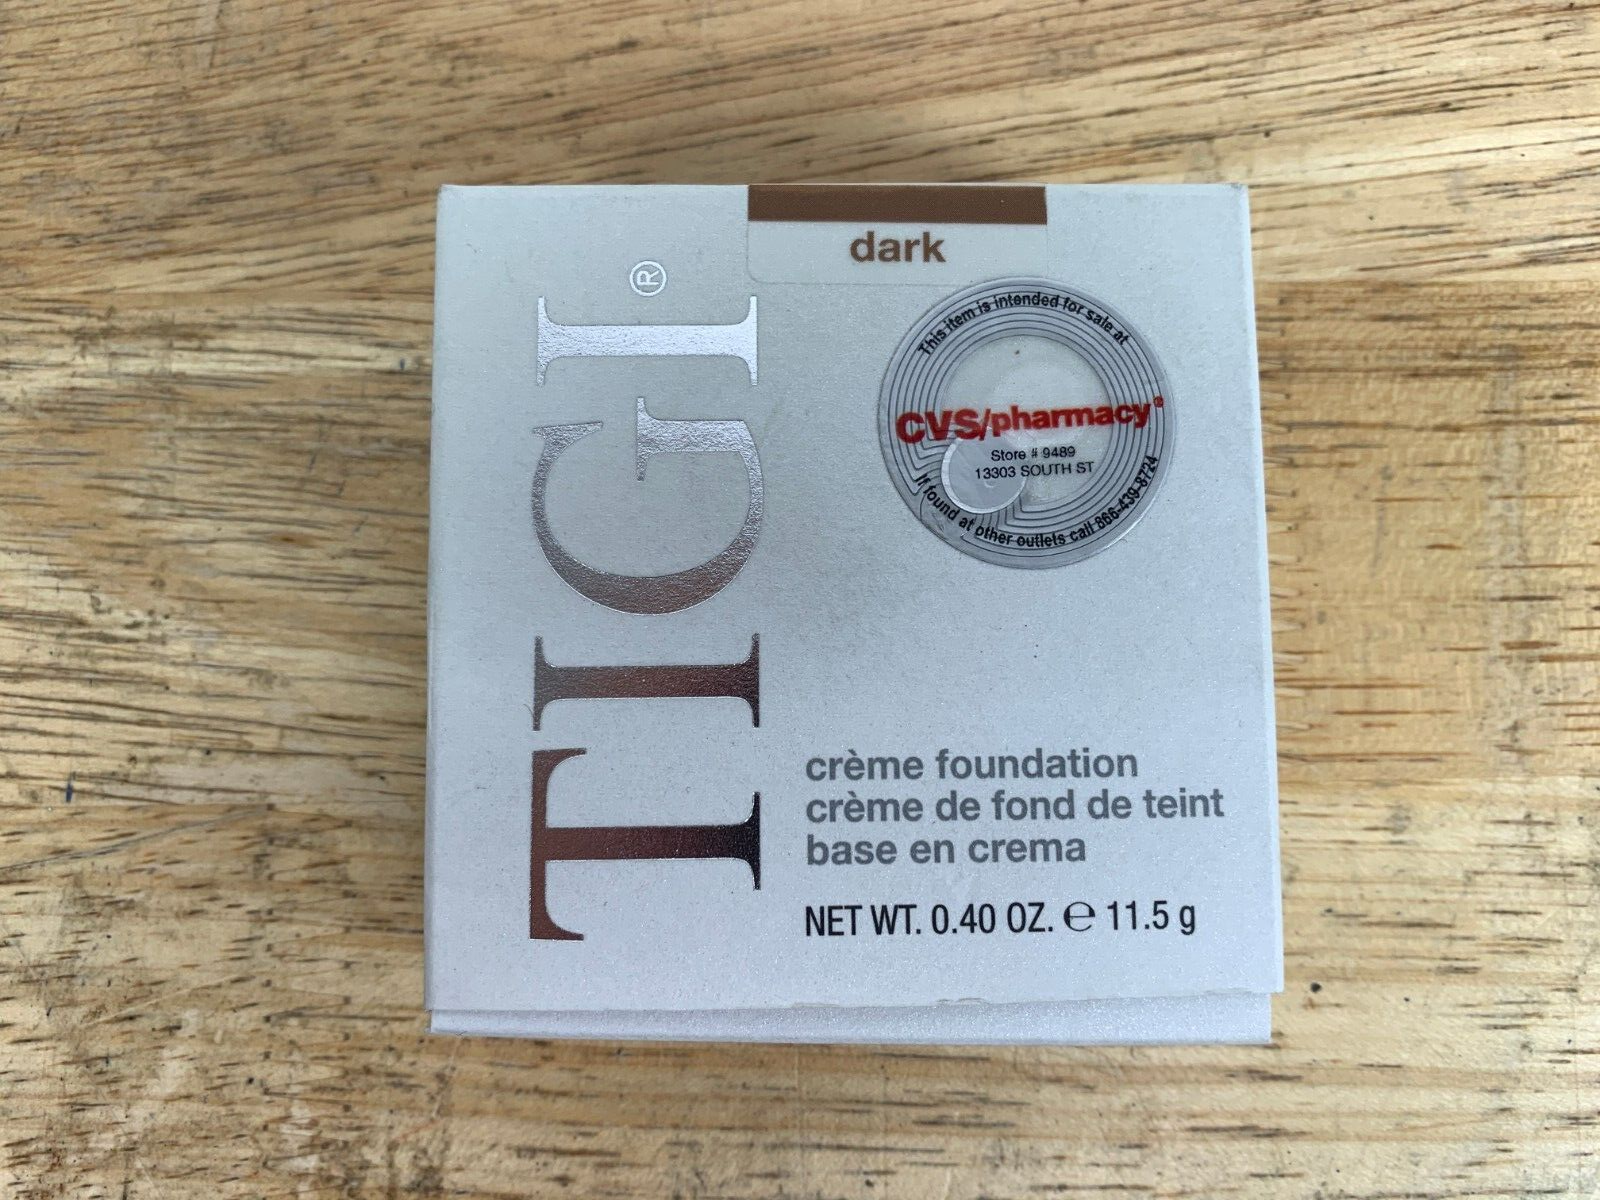 dark
TIGI®
This item is intended for sale at
CVS/pharmacy®
Store # 9489
13303 SOUTH ST
If found at other outlets call 866-439-8724
crème foundation
crème de fond de teint
base en crema
NET WT. 0.40 OZ. ℮ 11.5 g